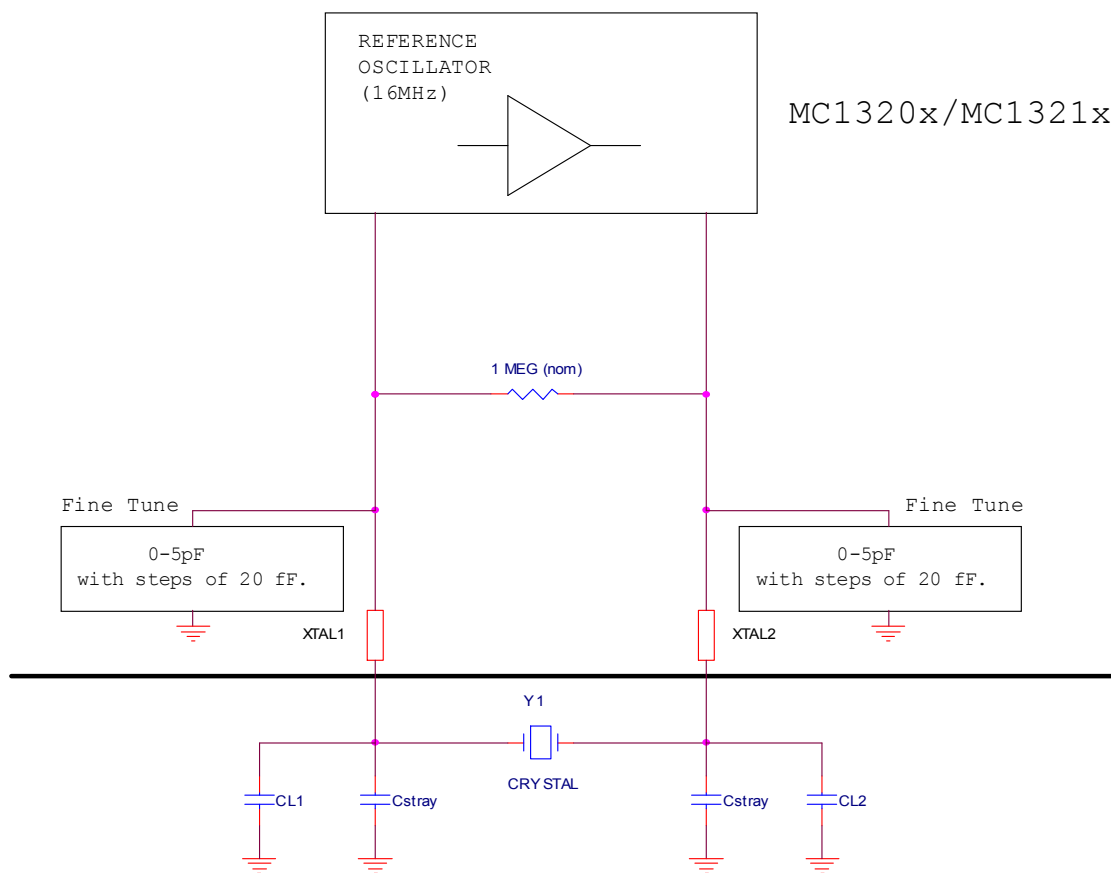 REFERENCE
OSCILLATOR
(16MHz)
MC1320x/MC1321x
1 MEG (nom)
Fine Tune
Fine Tune
0-5pF
with steps of 20 fF.
0-5pF
with steps of 20 fF.
XTAL1
XTAL2
Y1
CRYSTAL
CL1
Cstray
Cstray
CL2